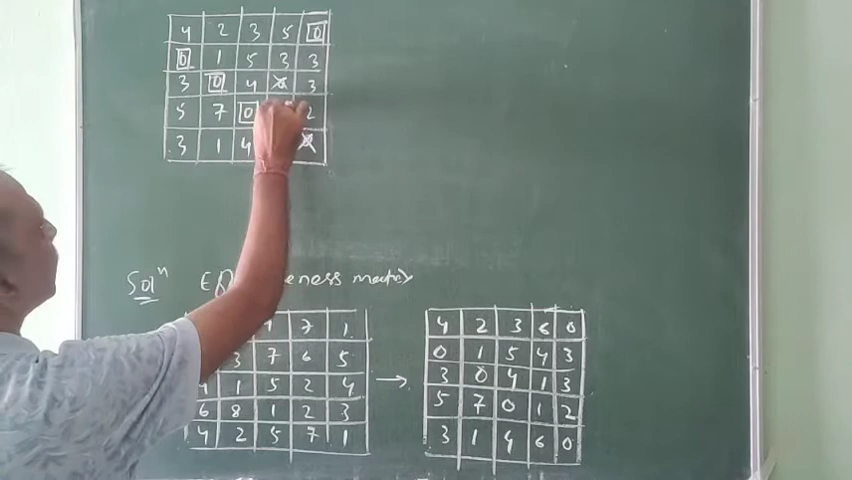 4 2 3 5 0
0 1 5 3 3
3 0 4 0 3
5 7 0 2
3 1 4 0
Solⁿ matrix
7 1 4 2 3 6 0
3 7 6 5 0 1 5 4 3
1 5 2 4 → 3 0 4 1 3
6 8 1 2 3 5 7 0 1 2
4 2 5 7 1 3 1 4 6 0